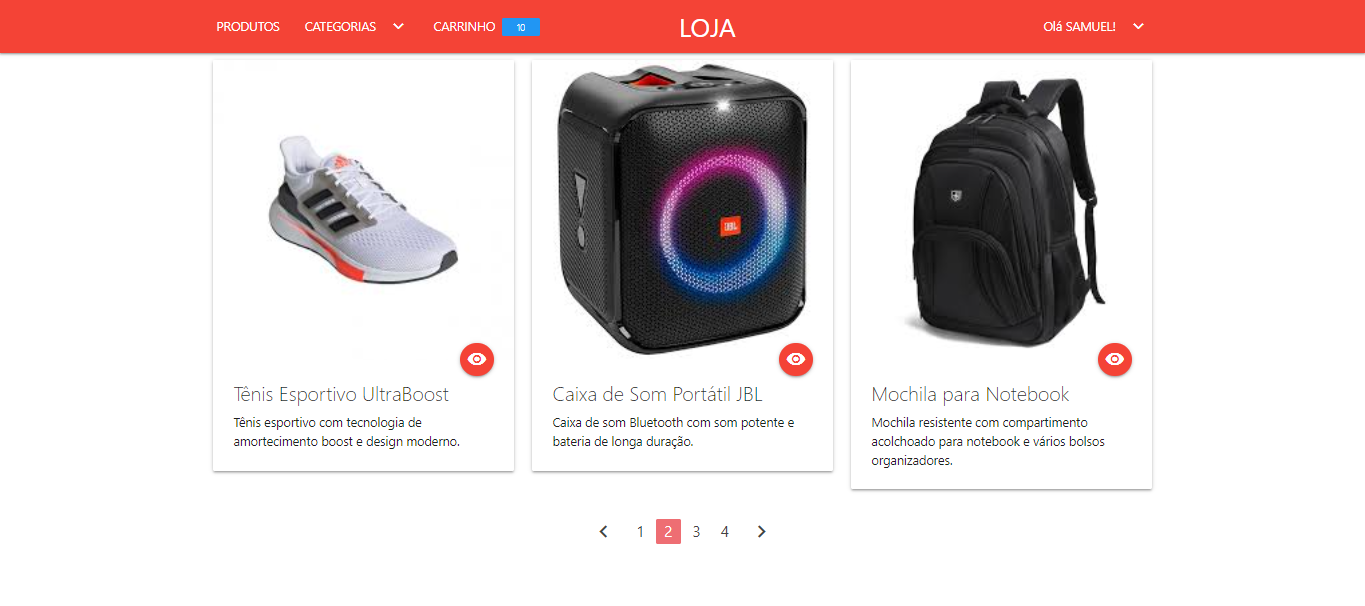 PRODUTOS CATEGORIAS CARRINHO 10 LOJA Olá SAMUEL!
JBL
Tênis Esportivo UltraBoost
Tênis esportivo com tecnologia de
amortecimento boost e design moderno.
Caixa de Som Portátil JBL
Caixa de som Bluetooth com som potente e
bateria de longa duração.
Mochila para Notebook
Mochila resistente com compartimento
acolchoado para notebook e vários bolsos
organizadores.
1 2 3 4